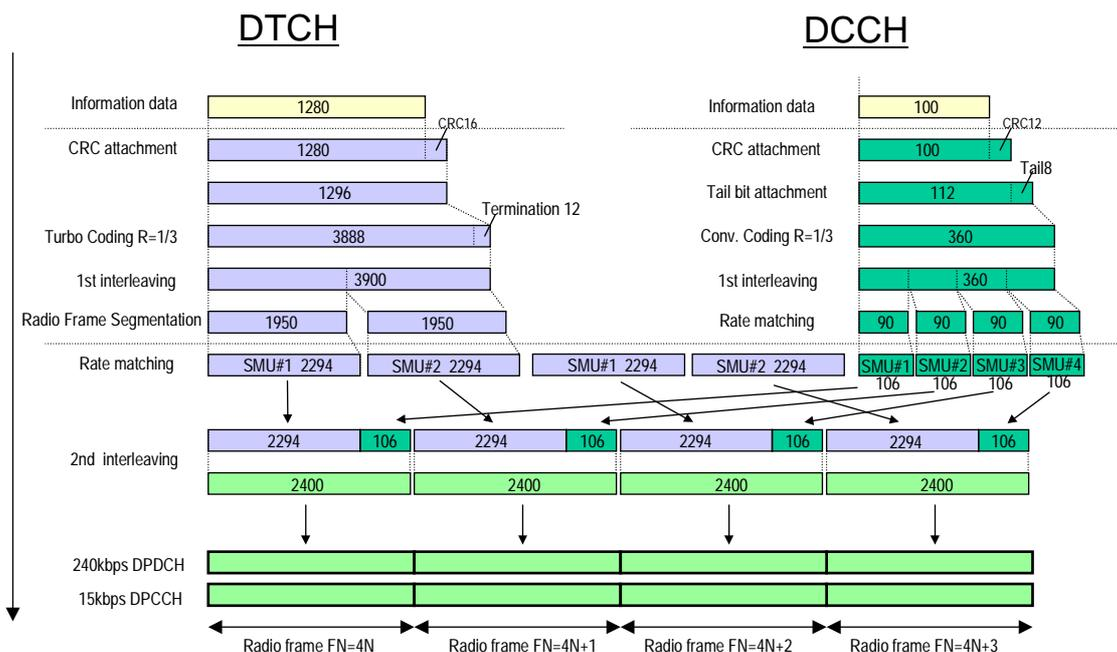 DTCH
DCCH
Information data
1280
Information data
100
CRC16
CRC12
CRC attachment
1280
CRC attachment
100
Tail8
1296
Tail bit attachment
112
Termination 12
Turbo Coding R=1/3
3888
Conv. Coding R=1/3
360
1st interleaving
3900
1st interleaving
360
Radio Frame Segmentation
1950
1950
Rate matching
90
90
90
90
Rate matching
SMU#1 2294
SMU#2 2294
SMU#1 2294
SMU#2 2294
SMU#1
106
SMU#2
106
SMU#3
106
SMU#4
106
2nd interleaving
2294
106
2294
106
2294
106
2294
106
2400
2400
2400
2400
240kbps DPDCH
15kbps DPCCH
Radio frame FN=4N
Radio frame FN=4N+1
Radio frame FN=4N+2
Radio frame FN=4N+3